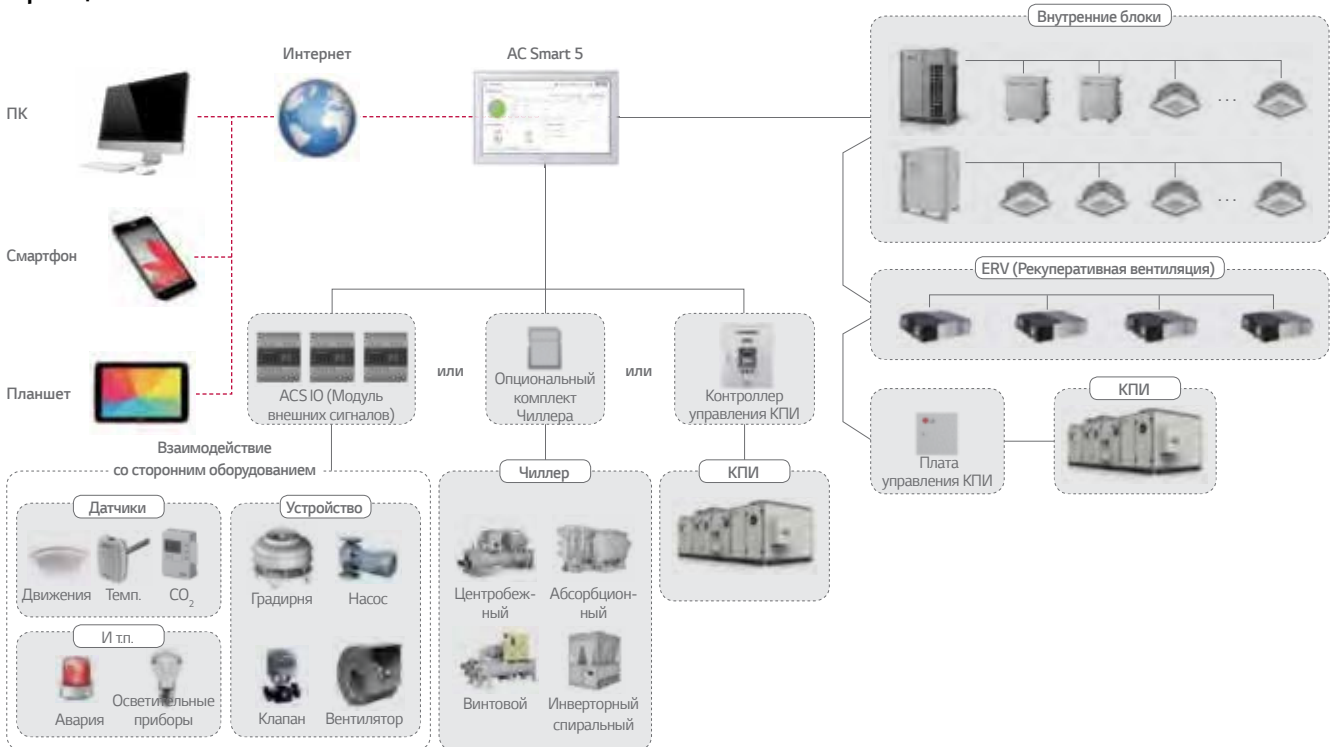 Внутренние блоки
Интернет
AC Smart 5
ПК
Смартфон
ERV (Рекуперативная вентиляция)
Планшет
ACS IO (Модуль
внешних сигналов)
или
Опциональный
комплект
Чиллера
или
Контроллер
управления КПИ
КПИ
Плата
управления КПИ
Взаимодействие
со сторонним оборудованием
Чиллер
КПИ
Датчики
Устройство
Движения
Темп.
CO2
Градирня
Насос
Центробеж-
ный
Абсорбцион-
ный
И т.п.
Авария
Осветительные
приборы
Клапан
Вентилятор
Винтовой
Инверторный
спиральный